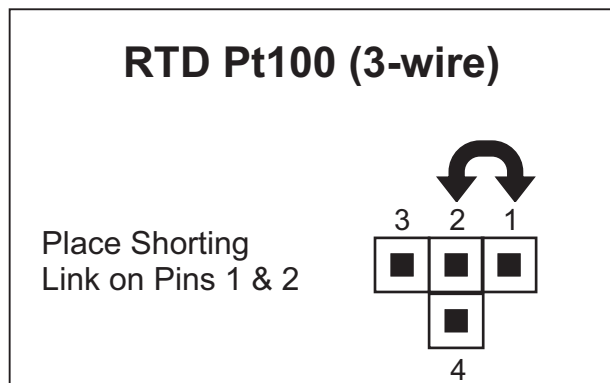 RTD Pt100 (3-wire)
3 2 1
Place Shorting
Link on Pins 1 & 2
4